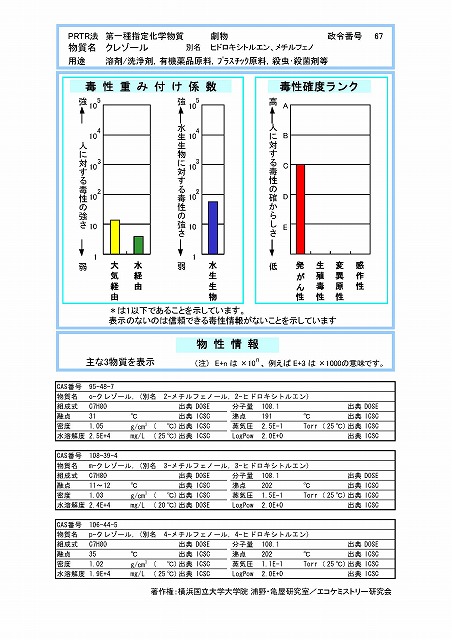 PRTR法 第一種指定化学物質 劇物 政令番号 67
物質名 クレゾール 別名 ヒドロキシトルエン、メチルフェノ
用途 溶剤/洗浄剤, 有機薬品原料, プラスチック原料, 殺虫・殺菌剤等
毒性重み付け係数
強 10⁵ 10⁴ 10³ 10² 10 1 弱
人に対する毒性の強さ
大気経由 水経由
強 10⁵ 10⁴ 10³ 10² 10 1 弱
水生生物に対する毒性の強さ
水生生物
毒性確度ランク
高 A B C D E 低
人に対する毒性の確からしさ
発がん性 生殖毒性 変異原性 感作性
*は1以下であることを示しています。
表示のないのは信頼できる毒性情報がないことを示しています
物性情報
主な3物質を表示 (注) E+n は ×10ⁿ 、例えば E+3 は ×1000の意味です。
CAS番号 95-48-7
物質名 o-クレゾール, (別名 2-メチルフェノール, 2-ヒドロキシトルエン)
組成式 C7H8O 出典 DOSE 分子量 108.1 出典 DOSE
融点 31 ℃ 出典 ICSC 沸点 191 ℃ 出典 ICSC
密度 1.05 g/cm³ ( ℃) 出典 ICSC 蒸気圧 2.5E-1 Torr (25℃) 出典 ICSC
水溶解度 2.5E+4 mg/L (25℃) 出典 ICSC LogPow 2.0E+0 出典 ICSC
CAS番号 108-39-4
物質名 m-クレゾール, (別名 3-メチルフェノール, 3-ヒドロキシトルエン)
組成式 C7H8O 出典 ICSC 分子量 108.1 出典 DOSE
融点 11~12 ℃ 出典 ICSC 沸点 202 ℃ 出典 ICSC
密度 1.03 g/cm³ ( ℃) 出典 ICSC 蒸気圧 1.5E-1 Torr (25℃) 出典 ICSC
水溶解度 2.4E+4 mg/L (20℃) 出典 ICSC LogPow 2.0E+0 出典 ICSC
CAS番号 106-44-5
物質名 p-クレゾール, (別名 4-メチルフェノール, 4-ヒドロキシトルエン)
組成式 C7H8O 出典 ICSC 分子量 108.1 出典 DOSE
融点 35 ℃ 出典 ICSC 沸点 202 ℃ 出典 ICSC
密度 1.02 g/cm³ ( ℃) 出典 ICSC 蒸気圧 1.1E-1 Torr (25℃) 出典 ICSC
水溶解度 1.9E+4 mg/L (25℃) 出典 ICSC LogPow 2.0E+0 出典 ICSC
著作権:横浜国立大学大学院 浦野・亀屋研究室/エコケミストリー研究会